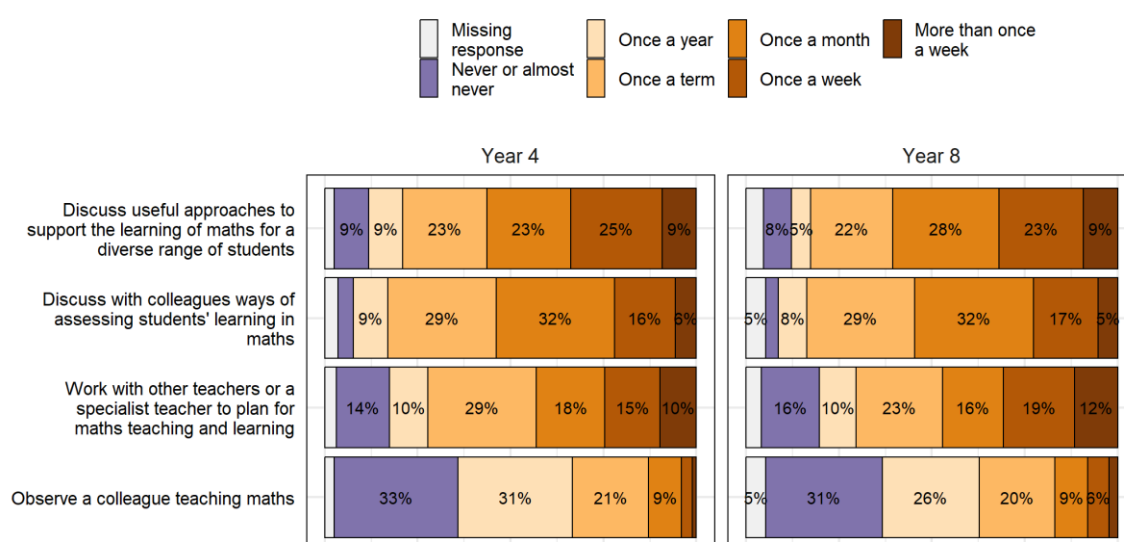 Missing response
Never or almost never
Once a year
Once a term
Once a month
Once a week
More than once a week
Year 4
Year 8
Discuss useful approaches to
support the learning of maths for a
diverse range of students
9% 9% 23% 23% 25% 9%
8% 5% 22% 28% 23% 9%
Discuss with colleagues ways of
assessing students' learning in
maths
9% 29% 32% 16% 6%
5% 8% 29% 32% 17% 5%
Work with other teachers or a
specialist teacher to plan for
maths teaching and learning
14% 10% 29% 18% 15% 10%
16% 10% 23% 16% 19% 12%
Observe a colleague teaching maths
33% 31% 21% 9%
5% 31% 26% 20% 9% 6%